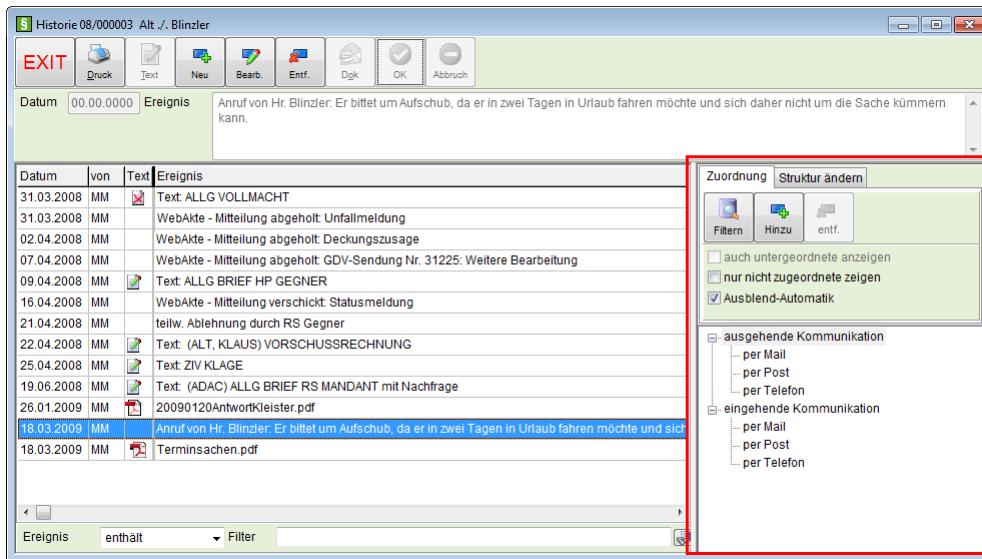 Historie 08/000003 Alt ./. Blinzler
EXIT
Druck
Text
Neu
Bearb.
Entf.
Dok
OK
Abbruch
Datum 00.00.0000 Ereignis Anruf von Hr. Blinzler: Er bittet um Aufschub, da er in zwei Tagen in Urlaub fahren möchte und sich daher nicht um die Sache kümmern
kann.
Datum von Text Ereignis
31.03.2008 MM Text: ALLG VOLLMACHT
31.03.2008 MM WebAkte - Mitteilung abgeholt: Unfallmeldung
02.04.2008 MM WebAkte - Mitteilung abgeholt: Deckungszusage
07.04.2008 MM WebAkte - Mitteilung abgeholt: GDV-Sendung Nr. 31225: Weitere Bearbeitung
09.04.2008 MM Text: ALLG BRIEF HP GEGNER
16.04.2008 MM WebAkte - Mitteilung verschickt: Statusmeldung
21.04.2008 MM teilw. Ablehnung durch RS Gegner
22.04.2008 MM Text: (ALT, KLAUS) VORSCHUSSRECHNUNG
25.04.2008 MM Text: ZIV KLAGE
19.06.2008 MM Text: (ADAC) ALLG BRIEF RS MANDANT mit Nachfrage
26.01.2009 MM 20090120AntwortKleister.pdf
18.03.2009 MM Anruf von Hr. Blinzler: Er bittet um Aufschub, da er in zwei Tagen in Urlaub fahren möchte und sich
18.03.2009 MM Terminsachen.pdf
Ereignis enthält Filter
Zuordnung Struktur ändern
Filtern
Hinzu
entf.
auch untergeordnete anzeigen
nur nicht zugeordnete zeigen
Ausblend-Automatik
ausgehende Kommunikation
per Mail
per Post
per Telefon
eingehende Kommunikation
per Mail
per Post
per Telefon